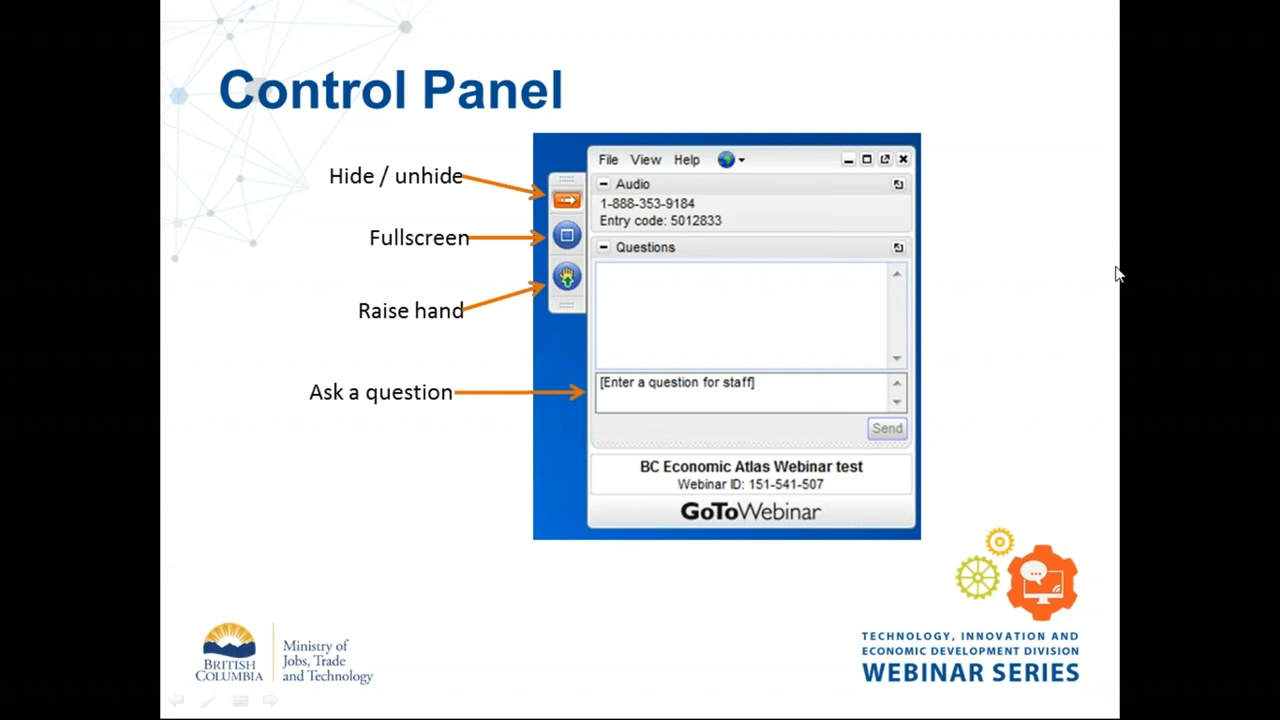 Control Panel
Hide / unhide
Fullscreen
Raise hand
Ask a question
File View Help
Audio
1-888-353-9184
Entry code: 5012833
Questions
[Enter a question for staff]
Send
BC Economic Atlas Webinar test
Webinar ID: 151-541-507
GoToWebinar
BRITISH
COLUMBIA
Ministry of
Jobs, Trade
and Technology
TECHNOLOGY, INNOVATION AND
ECONOMIC DEVELOPMENT DIVISION
WEBINAR SERIES